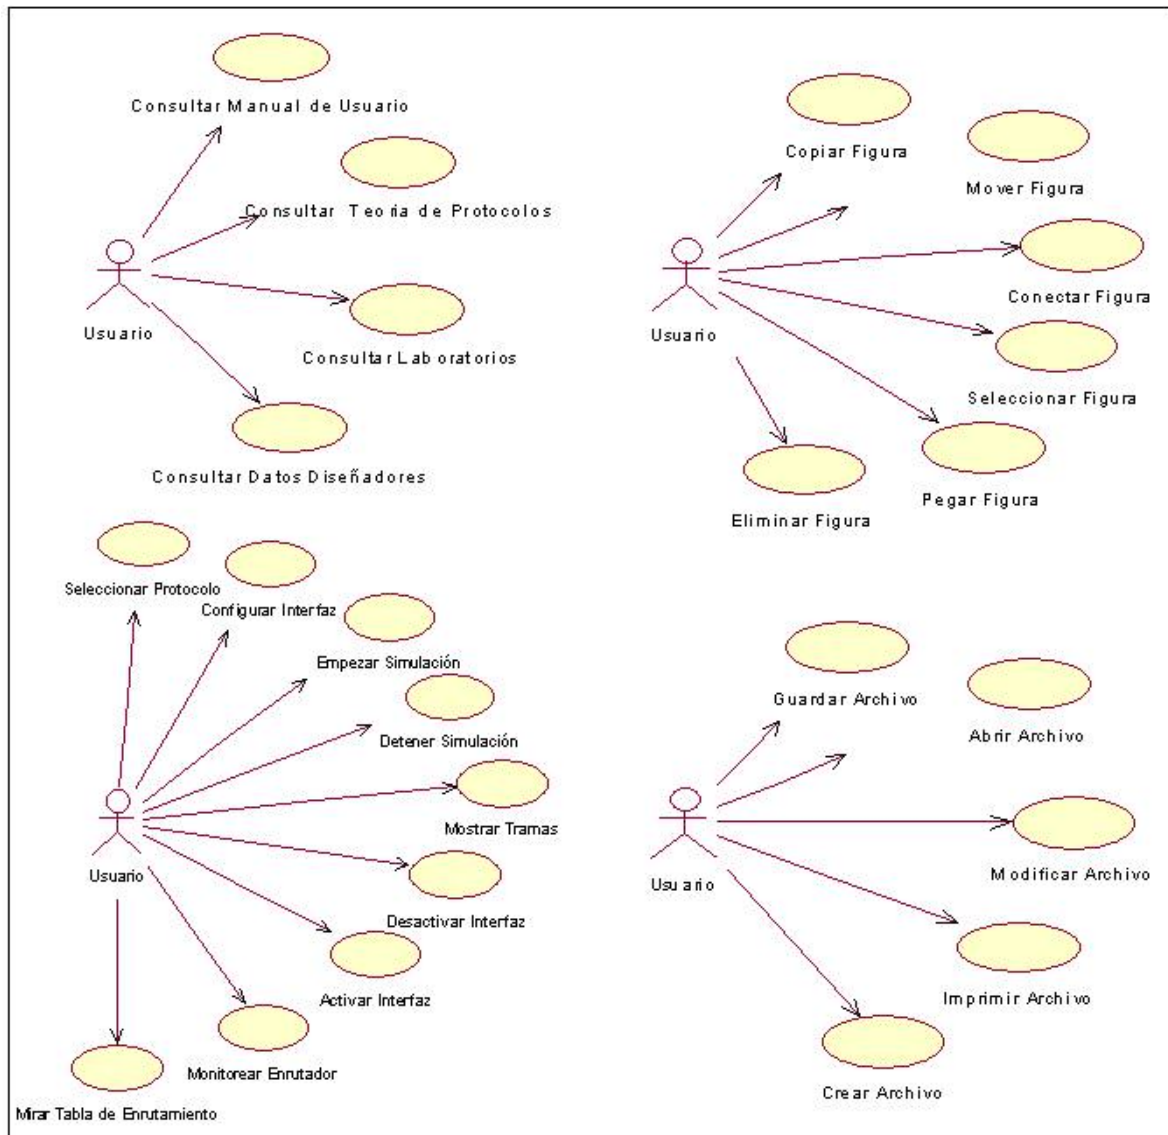 Consultar Manual de Usuario
Consultar Teoría de Protocolos
Usuario
Consultar Laboratorios
Consultar Datos Diseñadores
Copiar Figura
Mover Figura
Conectar Figura
Usuario
Seleccionar Figura
Pegar Figura
Eliminar Figura
Seleccionar Protocolo
Configurar Interfaz
Empezar Simulación
Detener Simulación
Mostrar Tramas
Usuario
Desactivar Interfaz
Activar Interfaz
Monitorear Enrutador
Mirar Tabla de Enrutamiento
Guardar Archivo
Abrir Archivo
Modificar Archivo
Usuario
Imprimir Archivo
Crear Archivo